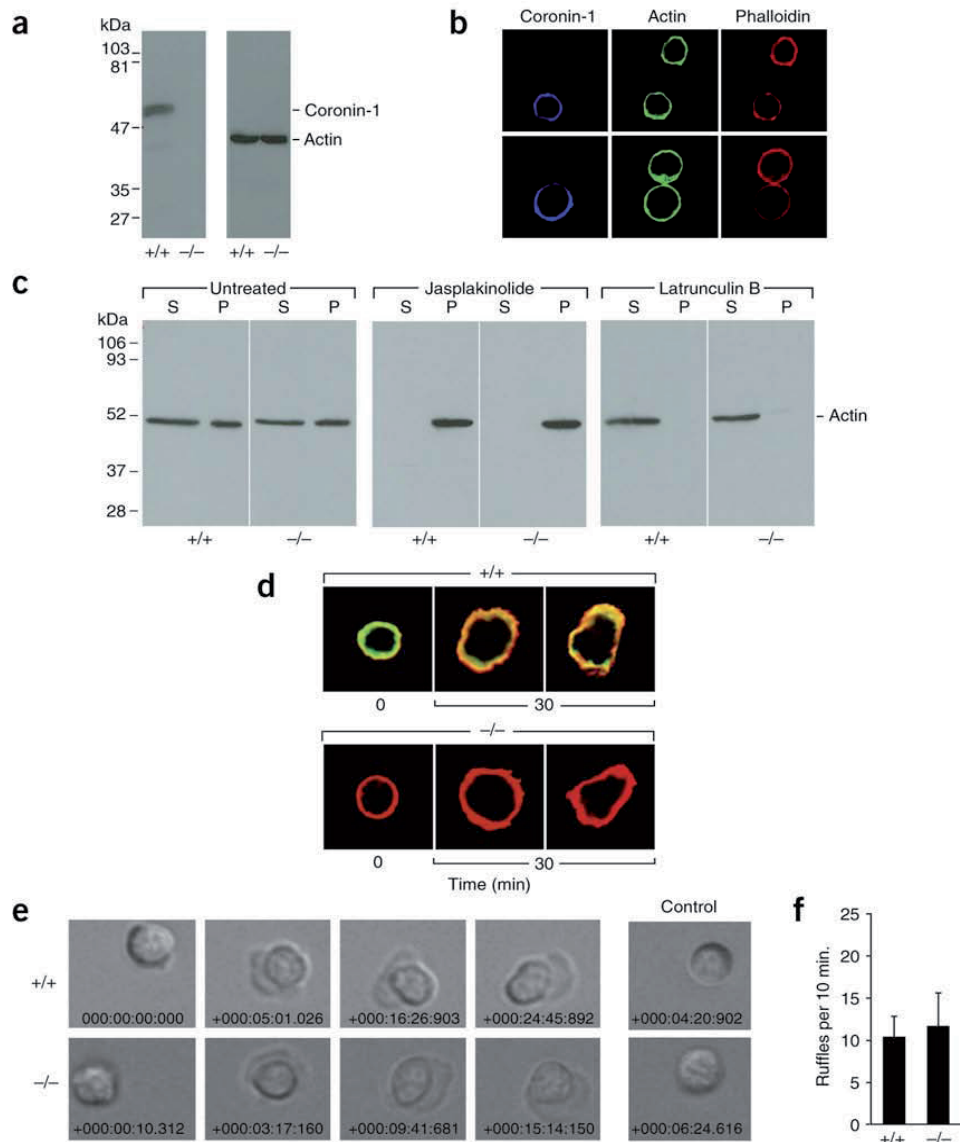 a
kDa
103
81
47
35
27
Coronin-1
Actin
+/+ –/– +/+ –/–
b
Coronin-1 Actin Phalloidin
c
Untreated Jasplakinolide Latrunculin B
S P S P S P S P S P S P
kDa
106
93
52
37
28
Actin
+/+ –/– +/+ –/– +/+ –/–
d
+/+
0 30
–/–
0 30
Time (min)
e
Control
+/+
000:00:00:000 +000:05:01.026 +000:16:26:903 +000:24:45:892 +000:04:20:902
–/–
+000:00:10.312 +000:03:17:160 +000:09:41:681 +000:15:14:150 +000:06:24.616
f
Ruffles per 10 min.
25
20
15
10
5
0
+/+ –/–